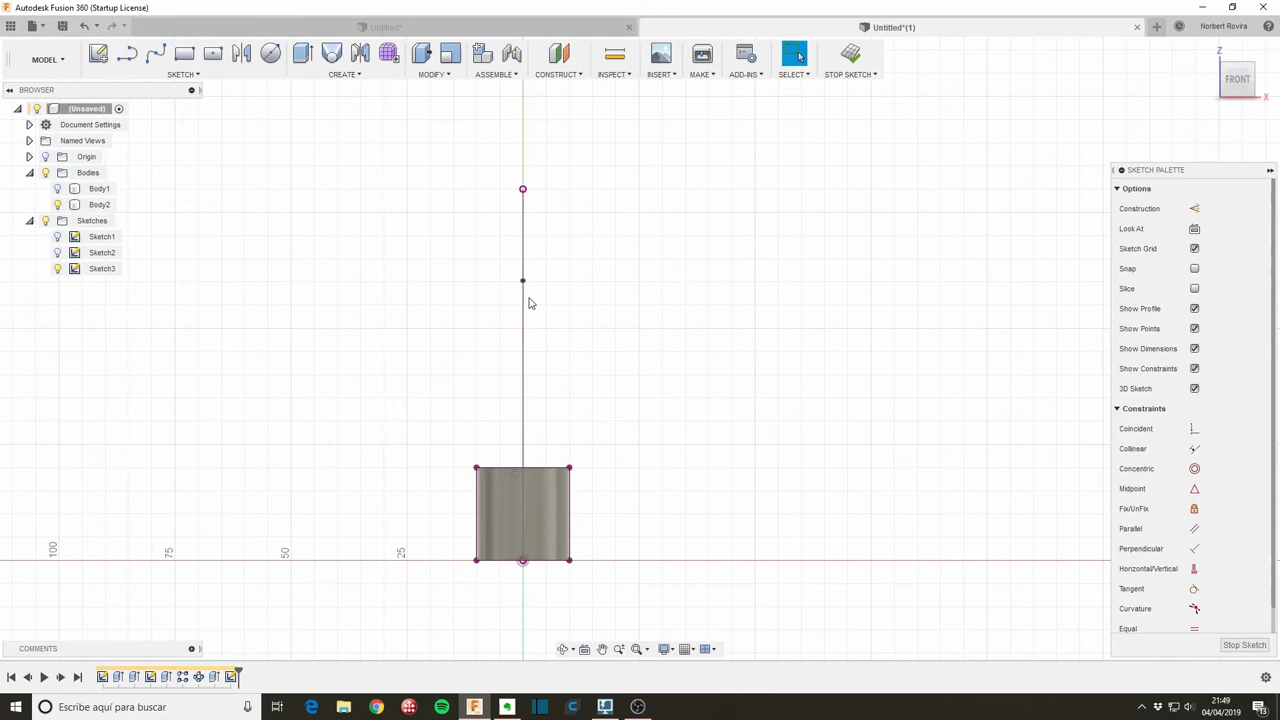 Autodesk Fusion 360 (Startup License)
Untitled*
Untitled*(1)
Norbert Rovira
MODEL
SKETCH
CREATE
MODIFY
ASSEMBLE
CONSTRUCT
INSPECT
INSERT
MAKE
ADD-INS
SELECT
STOP SKETCH
BROWSER
(Unsaved)
Document Settings
Named Views
Origin
Bodies
Body1
Body2
Sketches
Sketch1
Sketch2
Sketch3
Z
FRONT
X
SKETCH PALETTE
Options
Construction
Look At
Sketch Grid
Snap
Slice
Show Profile
Show Points
Show Dimensions
Show Constraints
3D Sketch
Constraints
Coincident
Collinear
Concentric
Midpoint
Fix/UnFix
Parallel
Perpendicular
Horizontal/Vertical
Tangent
Curvature
Equal
Stop Sketch
100
75
50
25
COMMENTS
Escribe aquí para buscar
21:49
04/04/2019
13